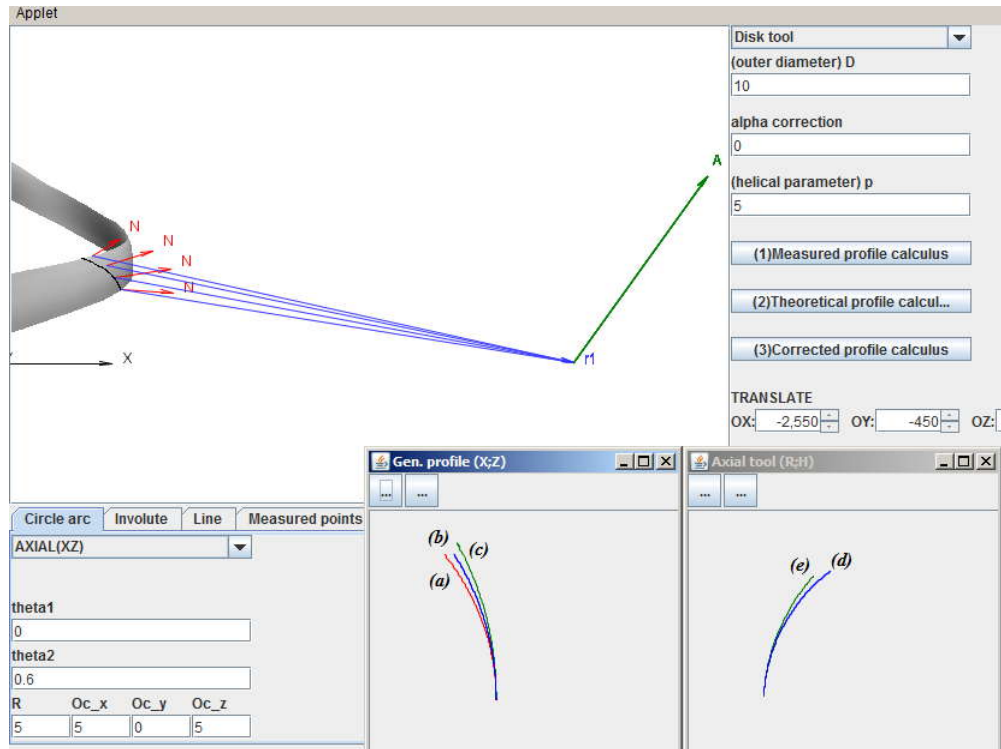 Applet
Disk tool
(outer diameter) D
10
alpha correction
0
(helical parameter) p
5
(1)Measured profile calculus
(2)Theoretical profile calcul...
(3)Corrected profile calculus
TRANSLATE
OX: -2,550 OY: -450 OZ:
A
N
N
N
N
r1
X
Circle arc Involute Line Measured points
AXIAL(XZ)
theta1
0
theta2
0.6
R Oc_x Oc_y Oc_z
5 5 0 5
Gen. profile (X;Z)
... ...
(b)
(c)
(a)
Axial tool (R;H)
... ...
(e) (d)